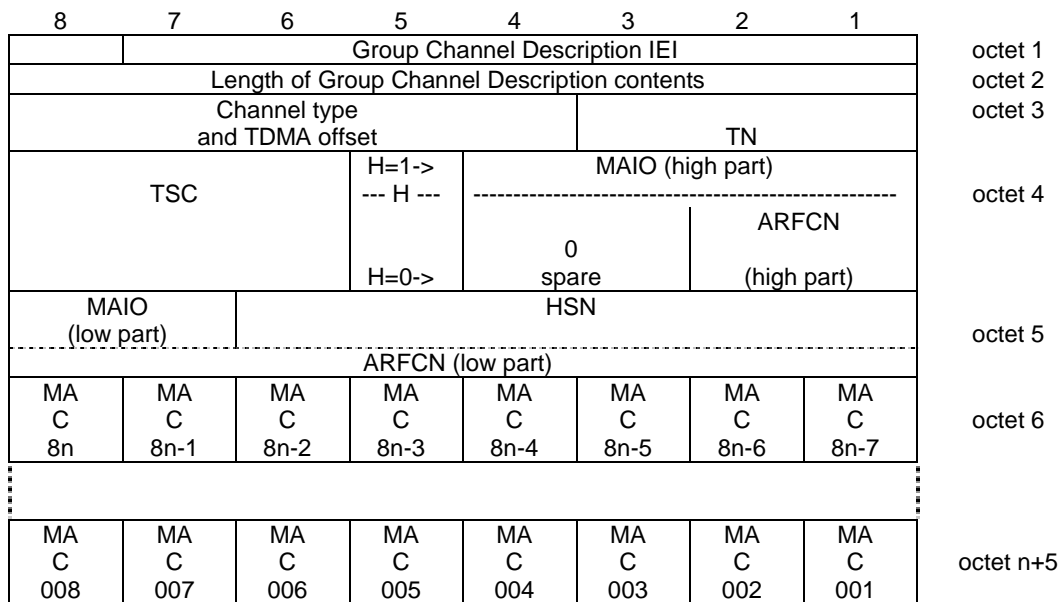 8 7 6 5 4 3 2 1
Group Channel Description IEI octet 1
Length of Group Channel Description contents octet 2
Channel type octet 3
and TDMA offset TN
H=1-> MAIO (high part)
TSC --- H --- ---------------------------------------------------- octet 4
ARFCN
0
H=0-> spare (high part)
MAIO HSN
(low part) octet 5
ARFCN (low part)
MA MA MA MA MA MA MA MA
C C C C C C C C octet 6
8n 8n-1 8n-2 8n-3 8n-4 8n-5 8n-6 8n-7
MA MA MA MA MA MA MA MA
C C C C C C C C octet n+5
008 007 006 005 004 003 002 001